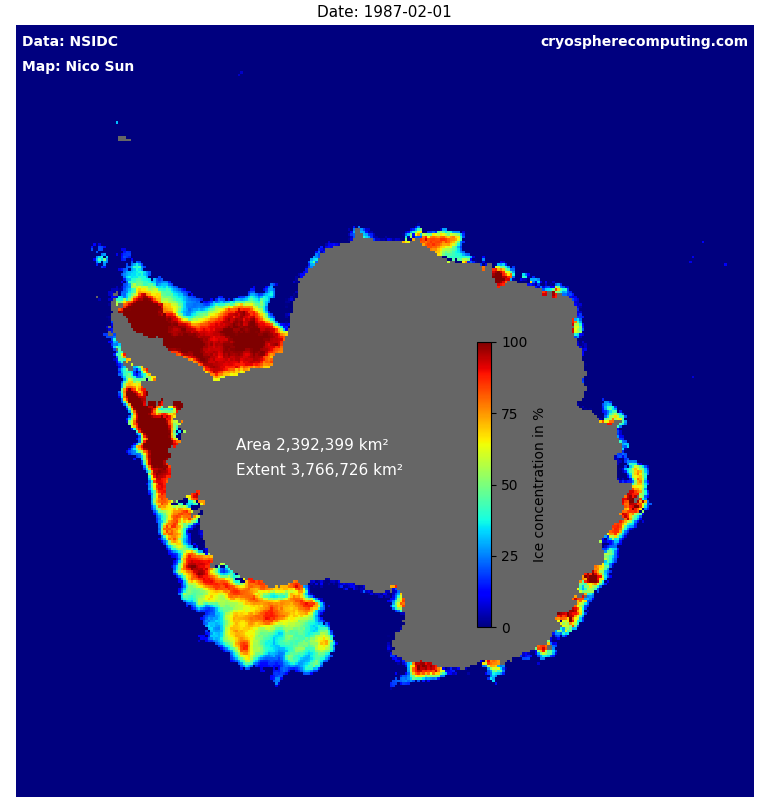 Date: 1987-02-01
Data: NSIDC
cryospherecomputing.com
Map: Nico Sun
100
75
50
25
0
Ice concentration in %
Area 2,392,399 km²
Extent 3,766,726 km²